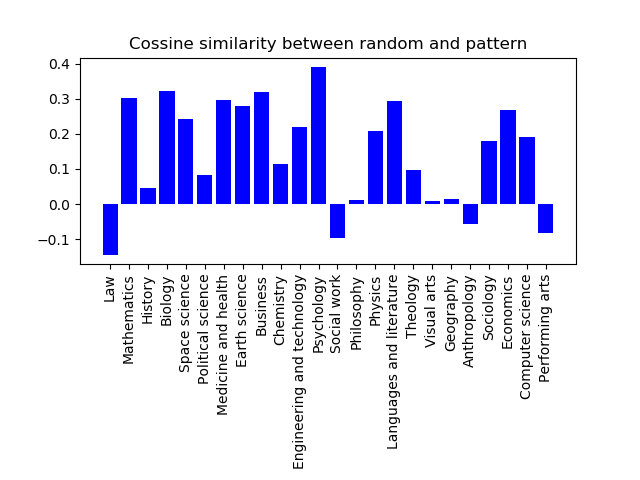 Cossine similarity between random and pattern
0.4
0.3
0.2
0.1
0.0
−0.1
Law
Mathematics
History
Biology
Space science
Political science
Medicine and health
Earth science
Business
Chemistry
Engineering and technology
Psychology
Social work
Philosophy
Physics
Languages and literature
Theology
Visual arts
Geography
Anthropology
Sociology
Economics
Computer science
Performing arts